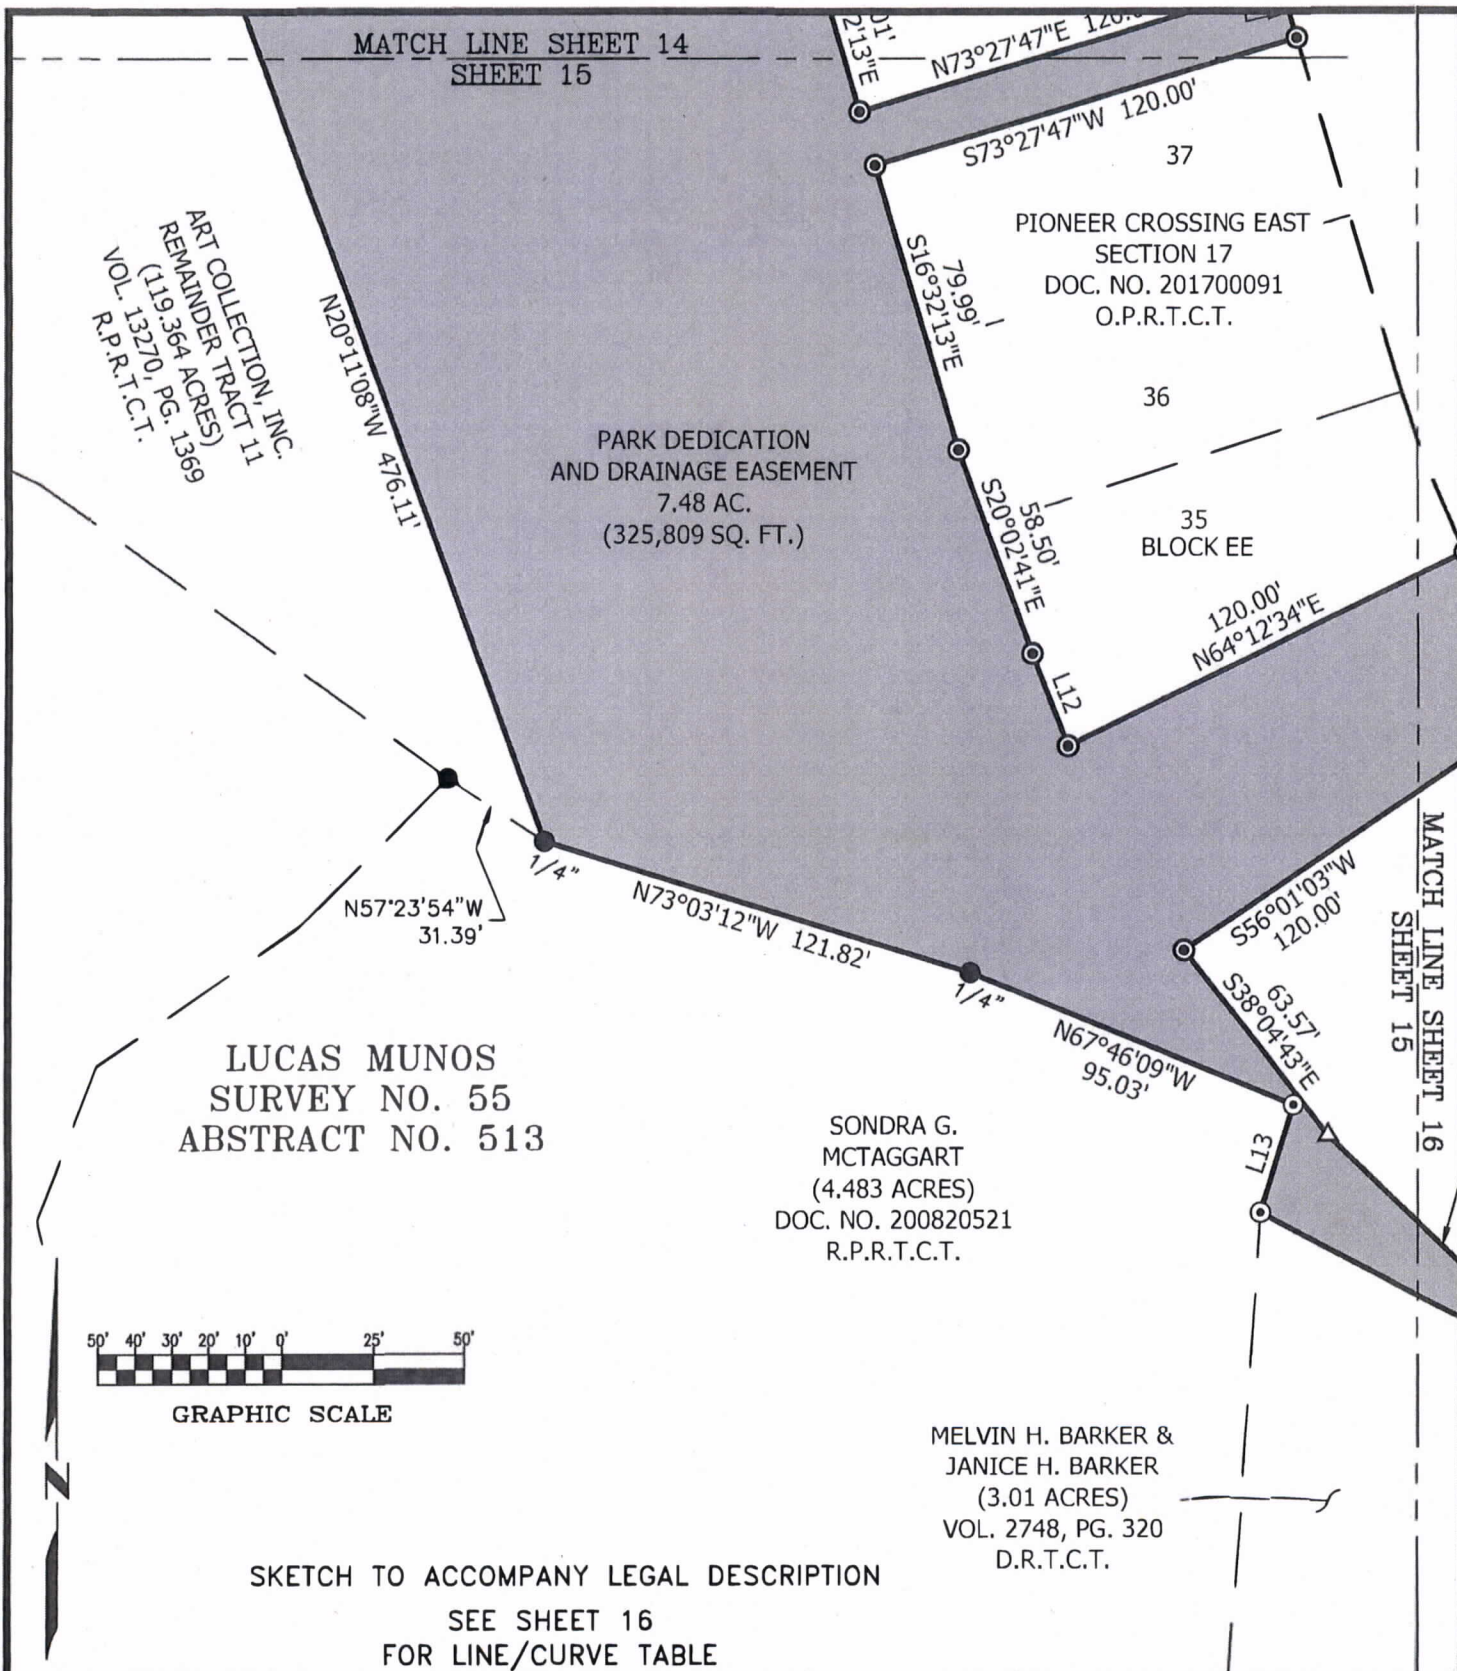 MATCH LINE SHEET 14
SHEET 15
01'
2'13"E
N73°27'47"E 120.0
S73°27'47"W 120.00'
37
PIONEER CROSSING EAST
SECTION 17
DOC. NO. 201700091
O.P.R.T.C.T.
79.99'
S16°32'13"E
36
ART COLLECTION, INC.
REMAINDER TRACT 11
(119.364 ACRES)
VOL. 13270, PG. 1369
R.P.R.T.C.T.
N20°11'08"W 476.11'
PARK DEDICATION
AND DRAINAGE EASEMENT
7.48 AC.
(325,809 SQ. FT.)
58.50'
S20°02'41"E
35
BLOCK EE
120.00'
N64°12'34"E
L12
1/4"
N57°23'54"W
31.39'
N73°03'12"W 121.82'
1/4"
S56°01'03"W
120.00'
63.57'
S38°04'43"E
MATCH LINE SHEET 16
SHEET 15
N67°46'09"W
95.03'
L13
LUCAS MUNOS
SURVEY NO. 55
ABSTRACT NO. 513
SONDRA G.
MCTAGGART
(4.483 ACRES)
DOC. NO. 200820521
R.P.R.T.C.T.
50' 40' 30' 20' 10' 0' 25' 50'
GRAPHIC SCALE
MELVIN H. BARKER &
JANICE H. BARKER
(3.01 ACRES)
VOL. 2748, PG. 320
D.R.T.C.T.
N
SKETCH TO ACCOMPANY LEGAL DESCRIPTION
SEE SHEET 16
FOR LINE/CURVE TABLE